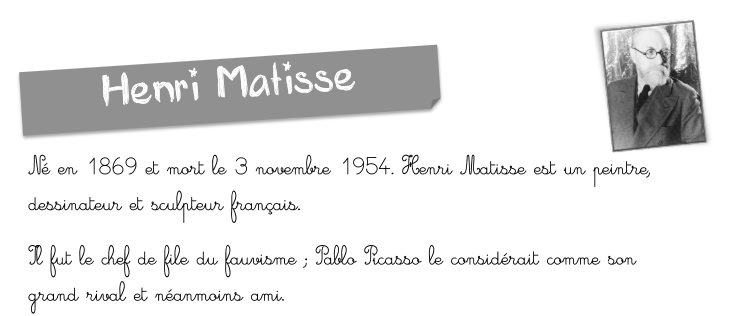 Henri Matisse
Né en 1869 et mort le 3 novembre 1954. Henri Matisse est un peintre,
dessinateur et sculpteur français.
Il fut le chef de file du fauvisme ; Pablo Picasso le considérait comme son
grand rival et néanmoins ami.